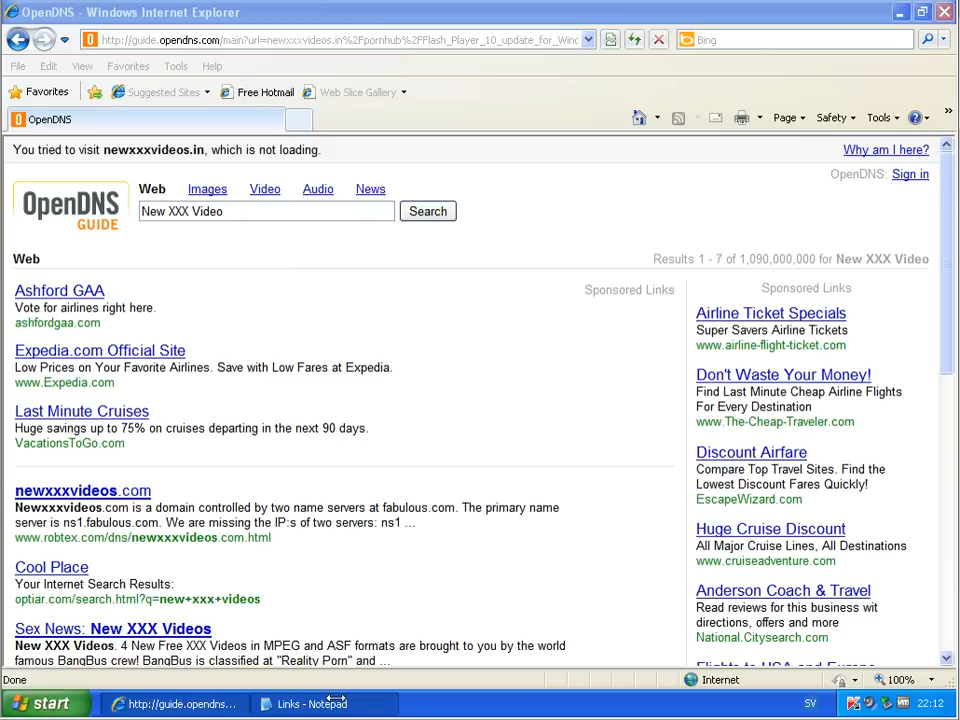 OpenDNS - Windows Internet Explorer
http://guide.opendns.com/main?url=newxxxvideos.in%2Fpornhub%2FFlash_Player_10_update_for_Winc
Bing
File Edit View Favorites Tools Help
Favorites Suggested Sites Free Hotmail Web Slice Gallery
OpenDNS
Page Safety Tools »
You tried to visit newxxxvideos.in, which is not loading.
Why am I here?
OpenDNS: Sign in
OpenDNS
GUIDE
Web Images Video Audio News
New XXX Video
Search
Web
Results 1 - 7 of 1,090,000,000 for New XXX Video
Sponsored Links
Ashford GAA
Vote for airlines right here.
ashfordgaa.com
Expedia.com Official Site
Low Prices on Your Favorite Airlines. Save with Low Fares at Expedia.
www.Expedia.com
Last Minute Cruises
Huge savings up to 75% on cruises departing in the next 90 days.
VacationsToGo.com
newxxxvideos.com
Newxxxvideos.com is a domain controlled by two name servers at fabulous.com. The primary name
server is ns1.fabulous.com. We are missing the IP:s of two servers: ns1 ...
www.robtex.com/dns/newxxxvideos.com.html
Cool Place
Your Internet Search Results:
optiar.com/search.html?q=new+xxx+videos
Sex News: New XXX Videos
New XXX Videos. 4 New Free XXX Videos in MPEG and ASF formats are brought to you by the world
famous BangBus crew! BangBus is classified at "Reality Porn" and ...
Sponsored Links
Airline Ticket Specials
Super Savers Airline Tickets
www.airline-flight-ticket.com
Don't Waste Your Money!
Find Last Minute Cheap Airline Flights
For Every Destination
www.The-Cheap-Traveler.com
Discount Airfare
Compare Top Travel Sites. Find the
Lowest Discount Fares Quickly!
EscapeWizard.com
Huge Cruise Discount
All Major Cruise Lines, All Destinations
www.cruiseadventure.com
Anderson Coach & Travel
Read reviews for this business wit
directions, offers and more
National.Citysearch.com
Flights to USA and Europe
Done
Internet
100%
start
http://guide.opendns...
Links - Notepad
SV
22:12